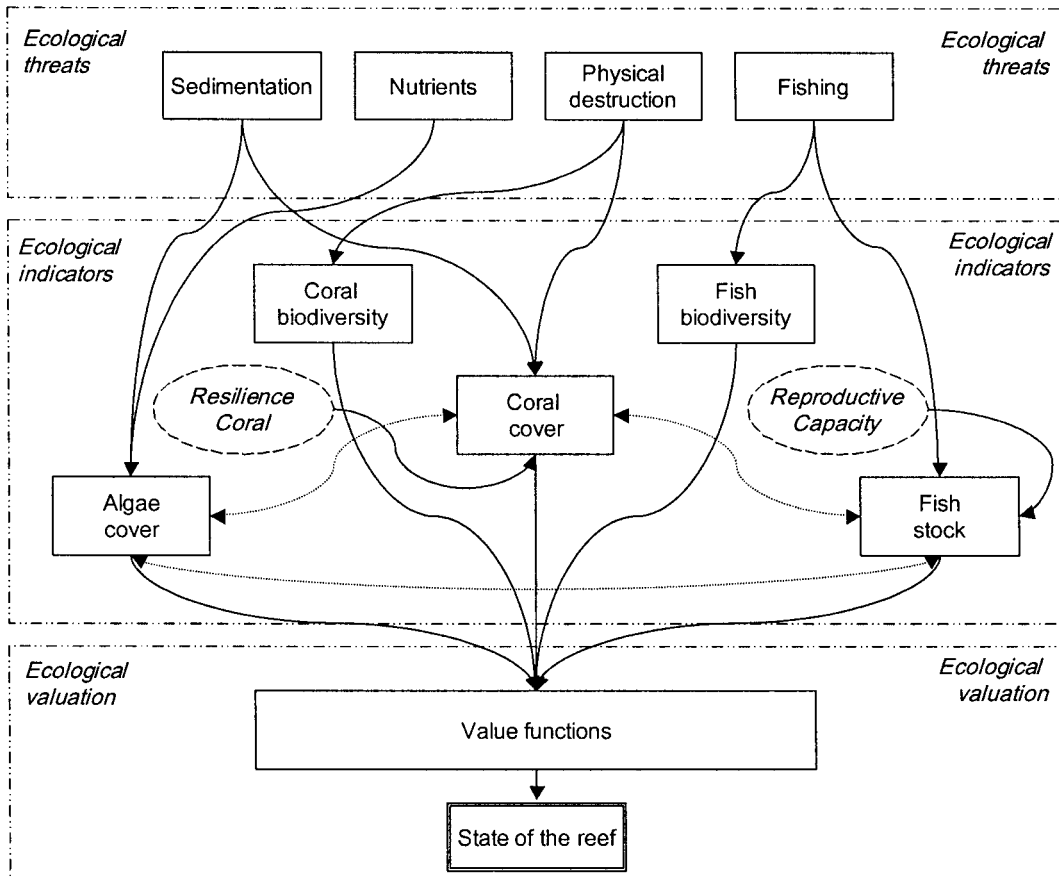 Ecological
threats
Ecological
threats
Sedimentation
Nutrients
Physical
destruction
Fishing
Ecological
indicators
Ecological
indicators
Coral
biodiversity
Fish
biodiversity
Resilience
Coral
Coral
cover
Reproductive
Capacity
Algae
cover
Fish
stock
Ecological
valuation
Ecological
valuation
Value functions
State of the reef